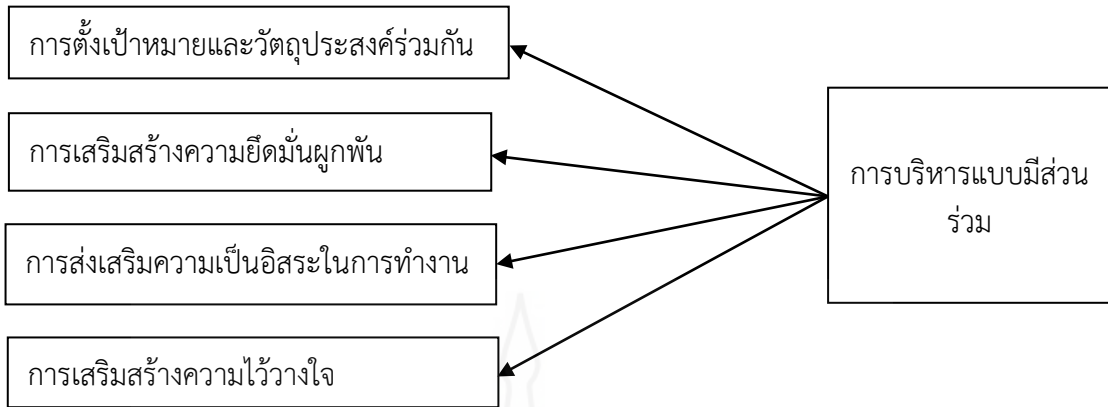 การตั้งเป้าหมายและวัตถุประสงค์ร่วมกัน
การเสริมสร้างความยึดมั่นผูกพัน
การส่งเสริมความเป็นอิสระในการทำงาน
การเสริมสร้างความไว้วางใจ
การบริหารแบบมีส่วน
ร่วม